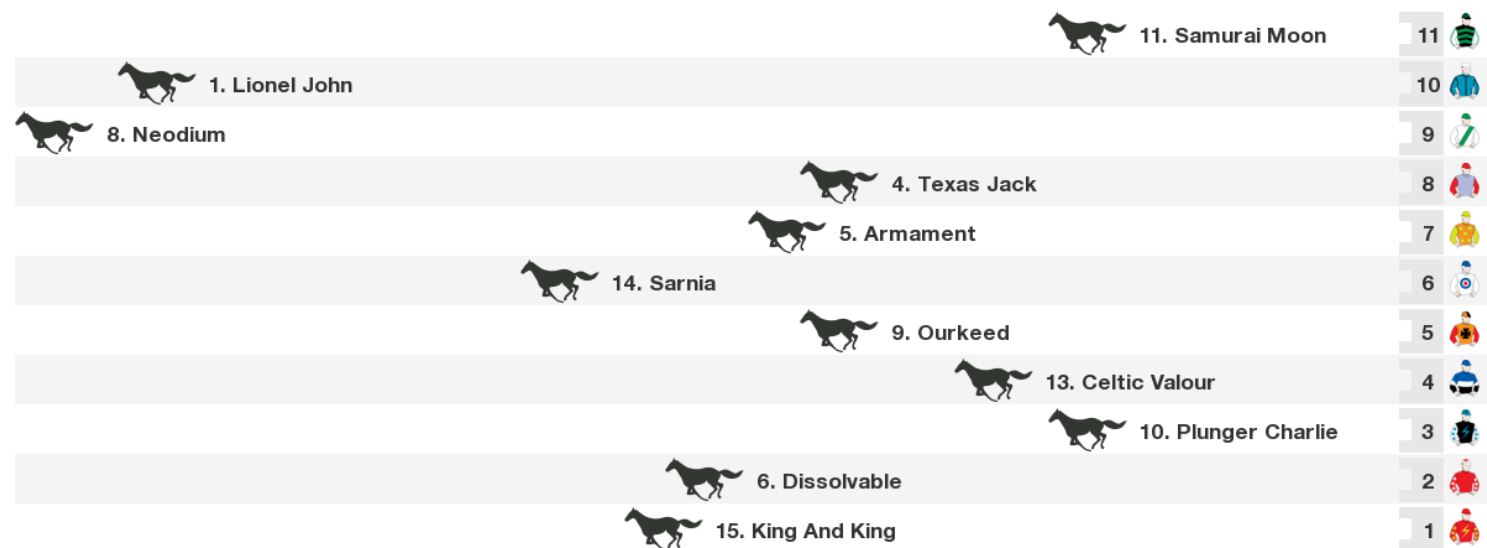 11. Samurai Moon 11
1. Lionel John 10
8. Neodium 9
4. Texas Jack 8
5. Armament 7
14. Sarnia 6
9. Ourkeed 5
13. Celtic Valour 4
10. Plunger Charlie 3
6. Dissolvable 2
15. King And King 1